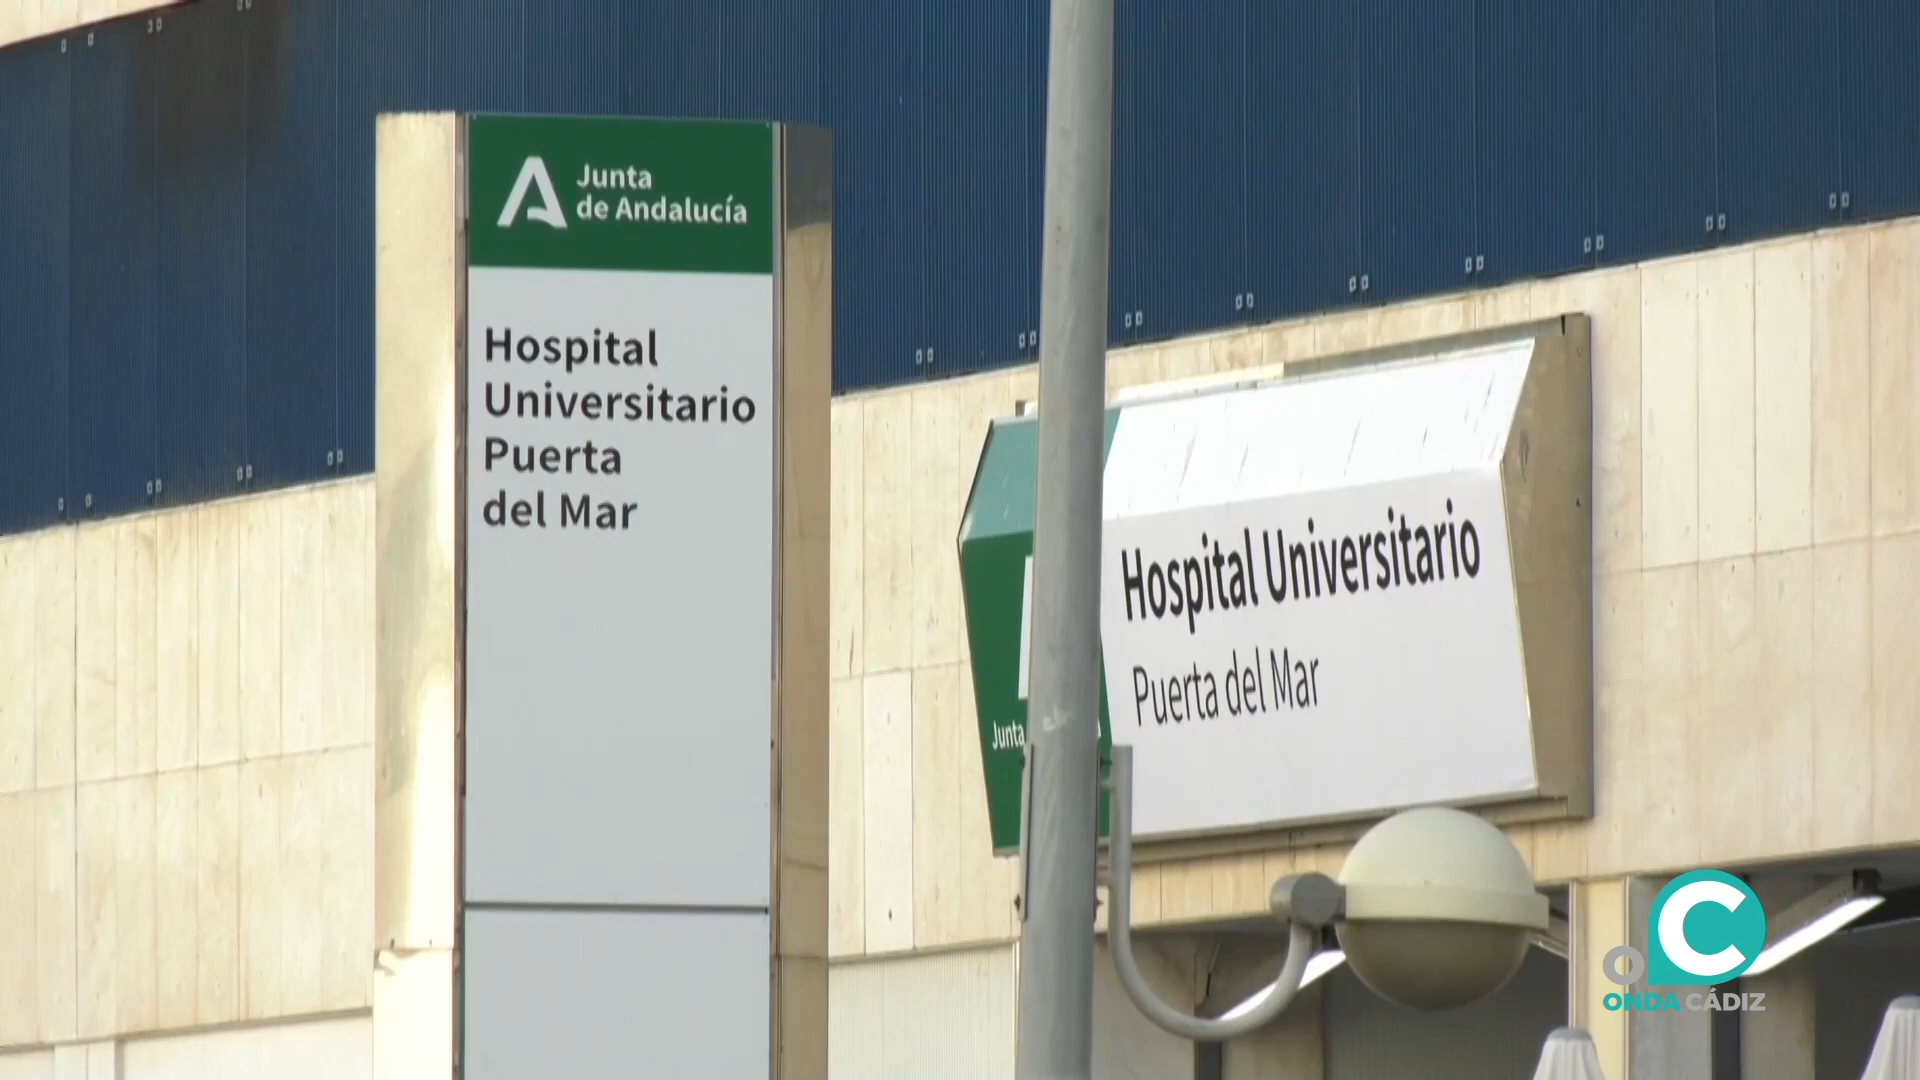 Junta
de Andalucía
Hospital
Universitario
Puerta
del Mar
Hospital Universitario
Puerta del Mar
Junta
ONDA CÁDIZ